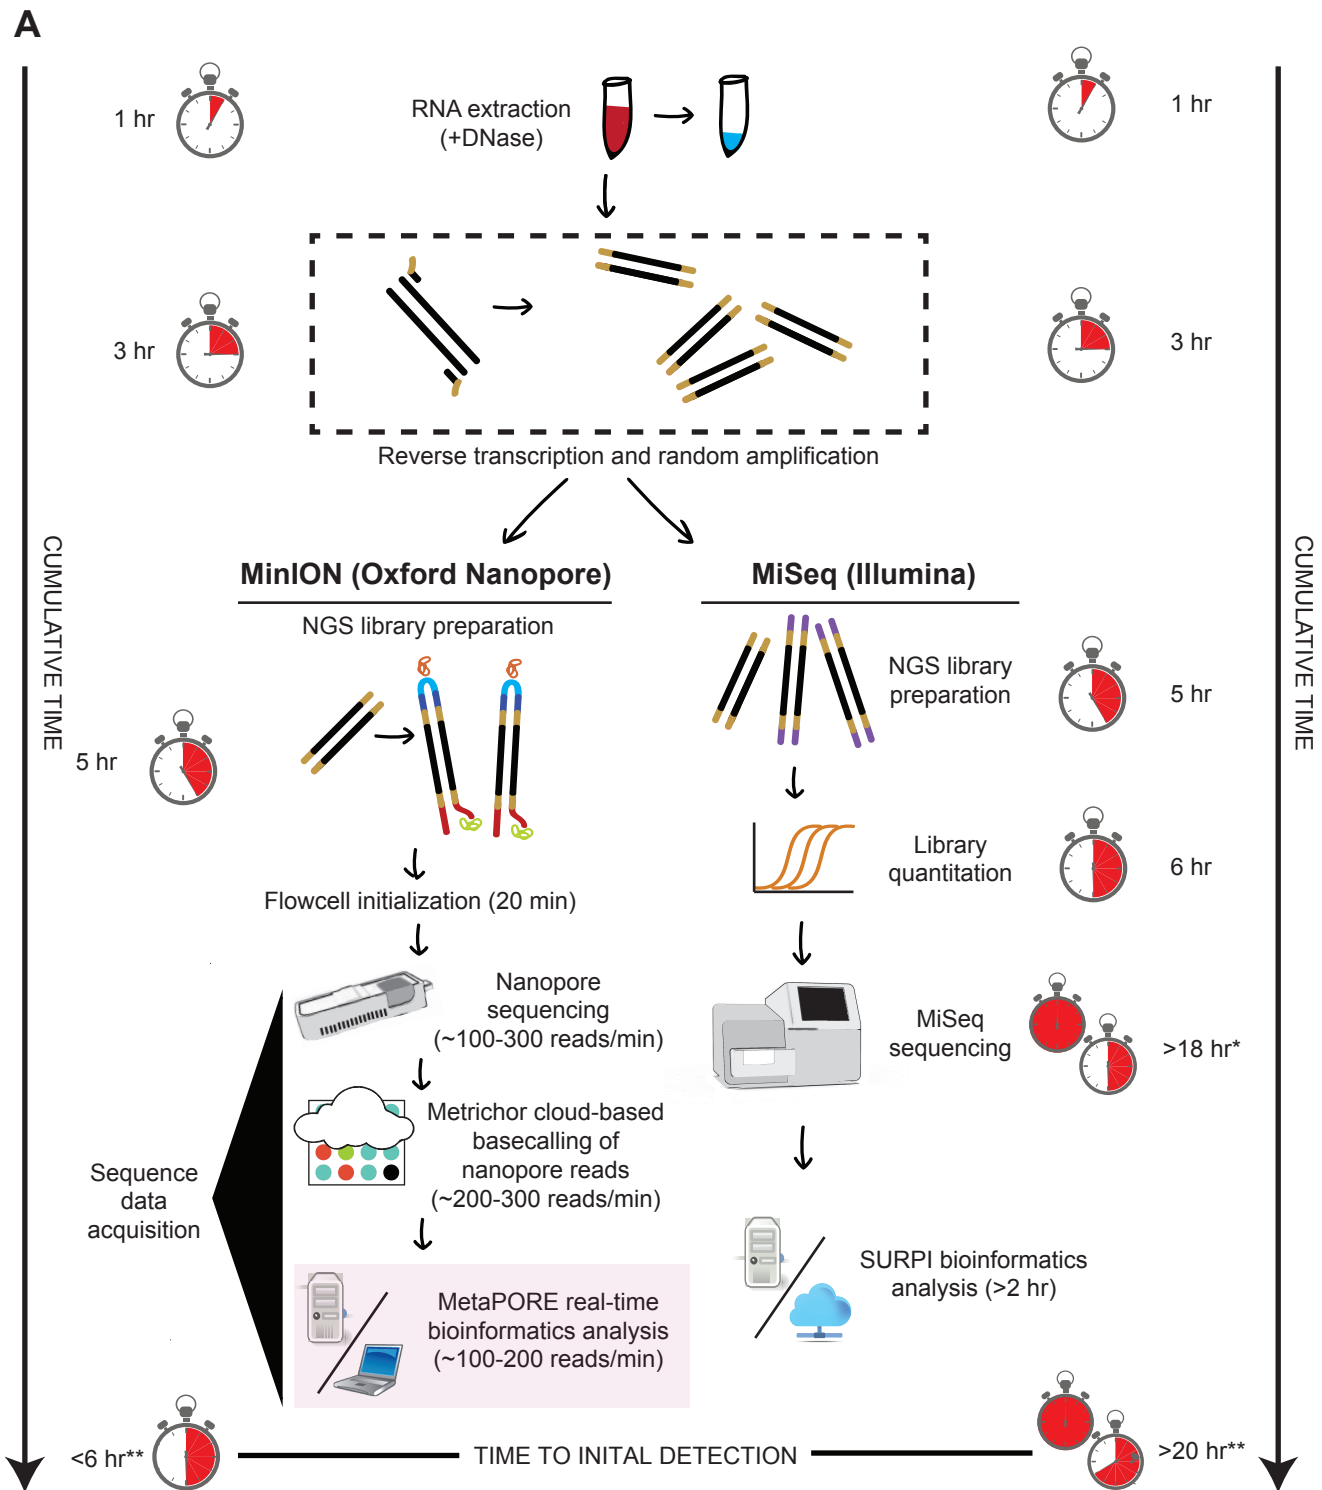 A
1 hr
RNA extraction
(+DNase)
1 hr
3 hr
3 hr
Reverse transcription and random amplification
CUMULATIVE TIME
CUMULATIVE TIME
MinION (Oxford Nanopore)
NGS library preparation
5 hr
Flowcell initialization (20 min)
Nanopore
sequencing
(~100-300 reads/min)
Metrichor cloud-based
basecalling of
nanopore reads
(~200-300 reads/min)
Sequence
data
acquisition
MetaPORE real-time
bioinformatics analysis
(~100-200 reads/min)
MiSeq (Illumina)
NGS library
preparation
5 hr
Library
quantitation
6 hr
MiSeq
sequencing
>18 hr*
SURPI bioinformatics
analysis (>2 hr)
<6 hr**
TIME TO INITAL DETECTION
>20 hr**